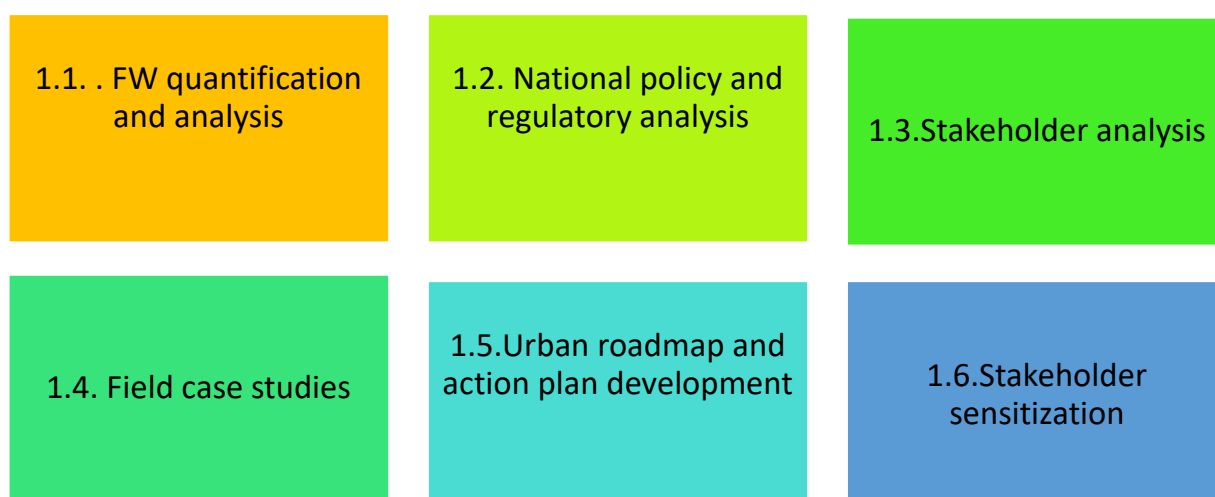 1.1. . FW quantification
and analysis
1.2. National policy and
regulatory analysis
1.3.Stakeholder analysis
1.4. Field case studies
1.5.Urban roadmap and
action plan development
1.6.Stakeholder
sensitization